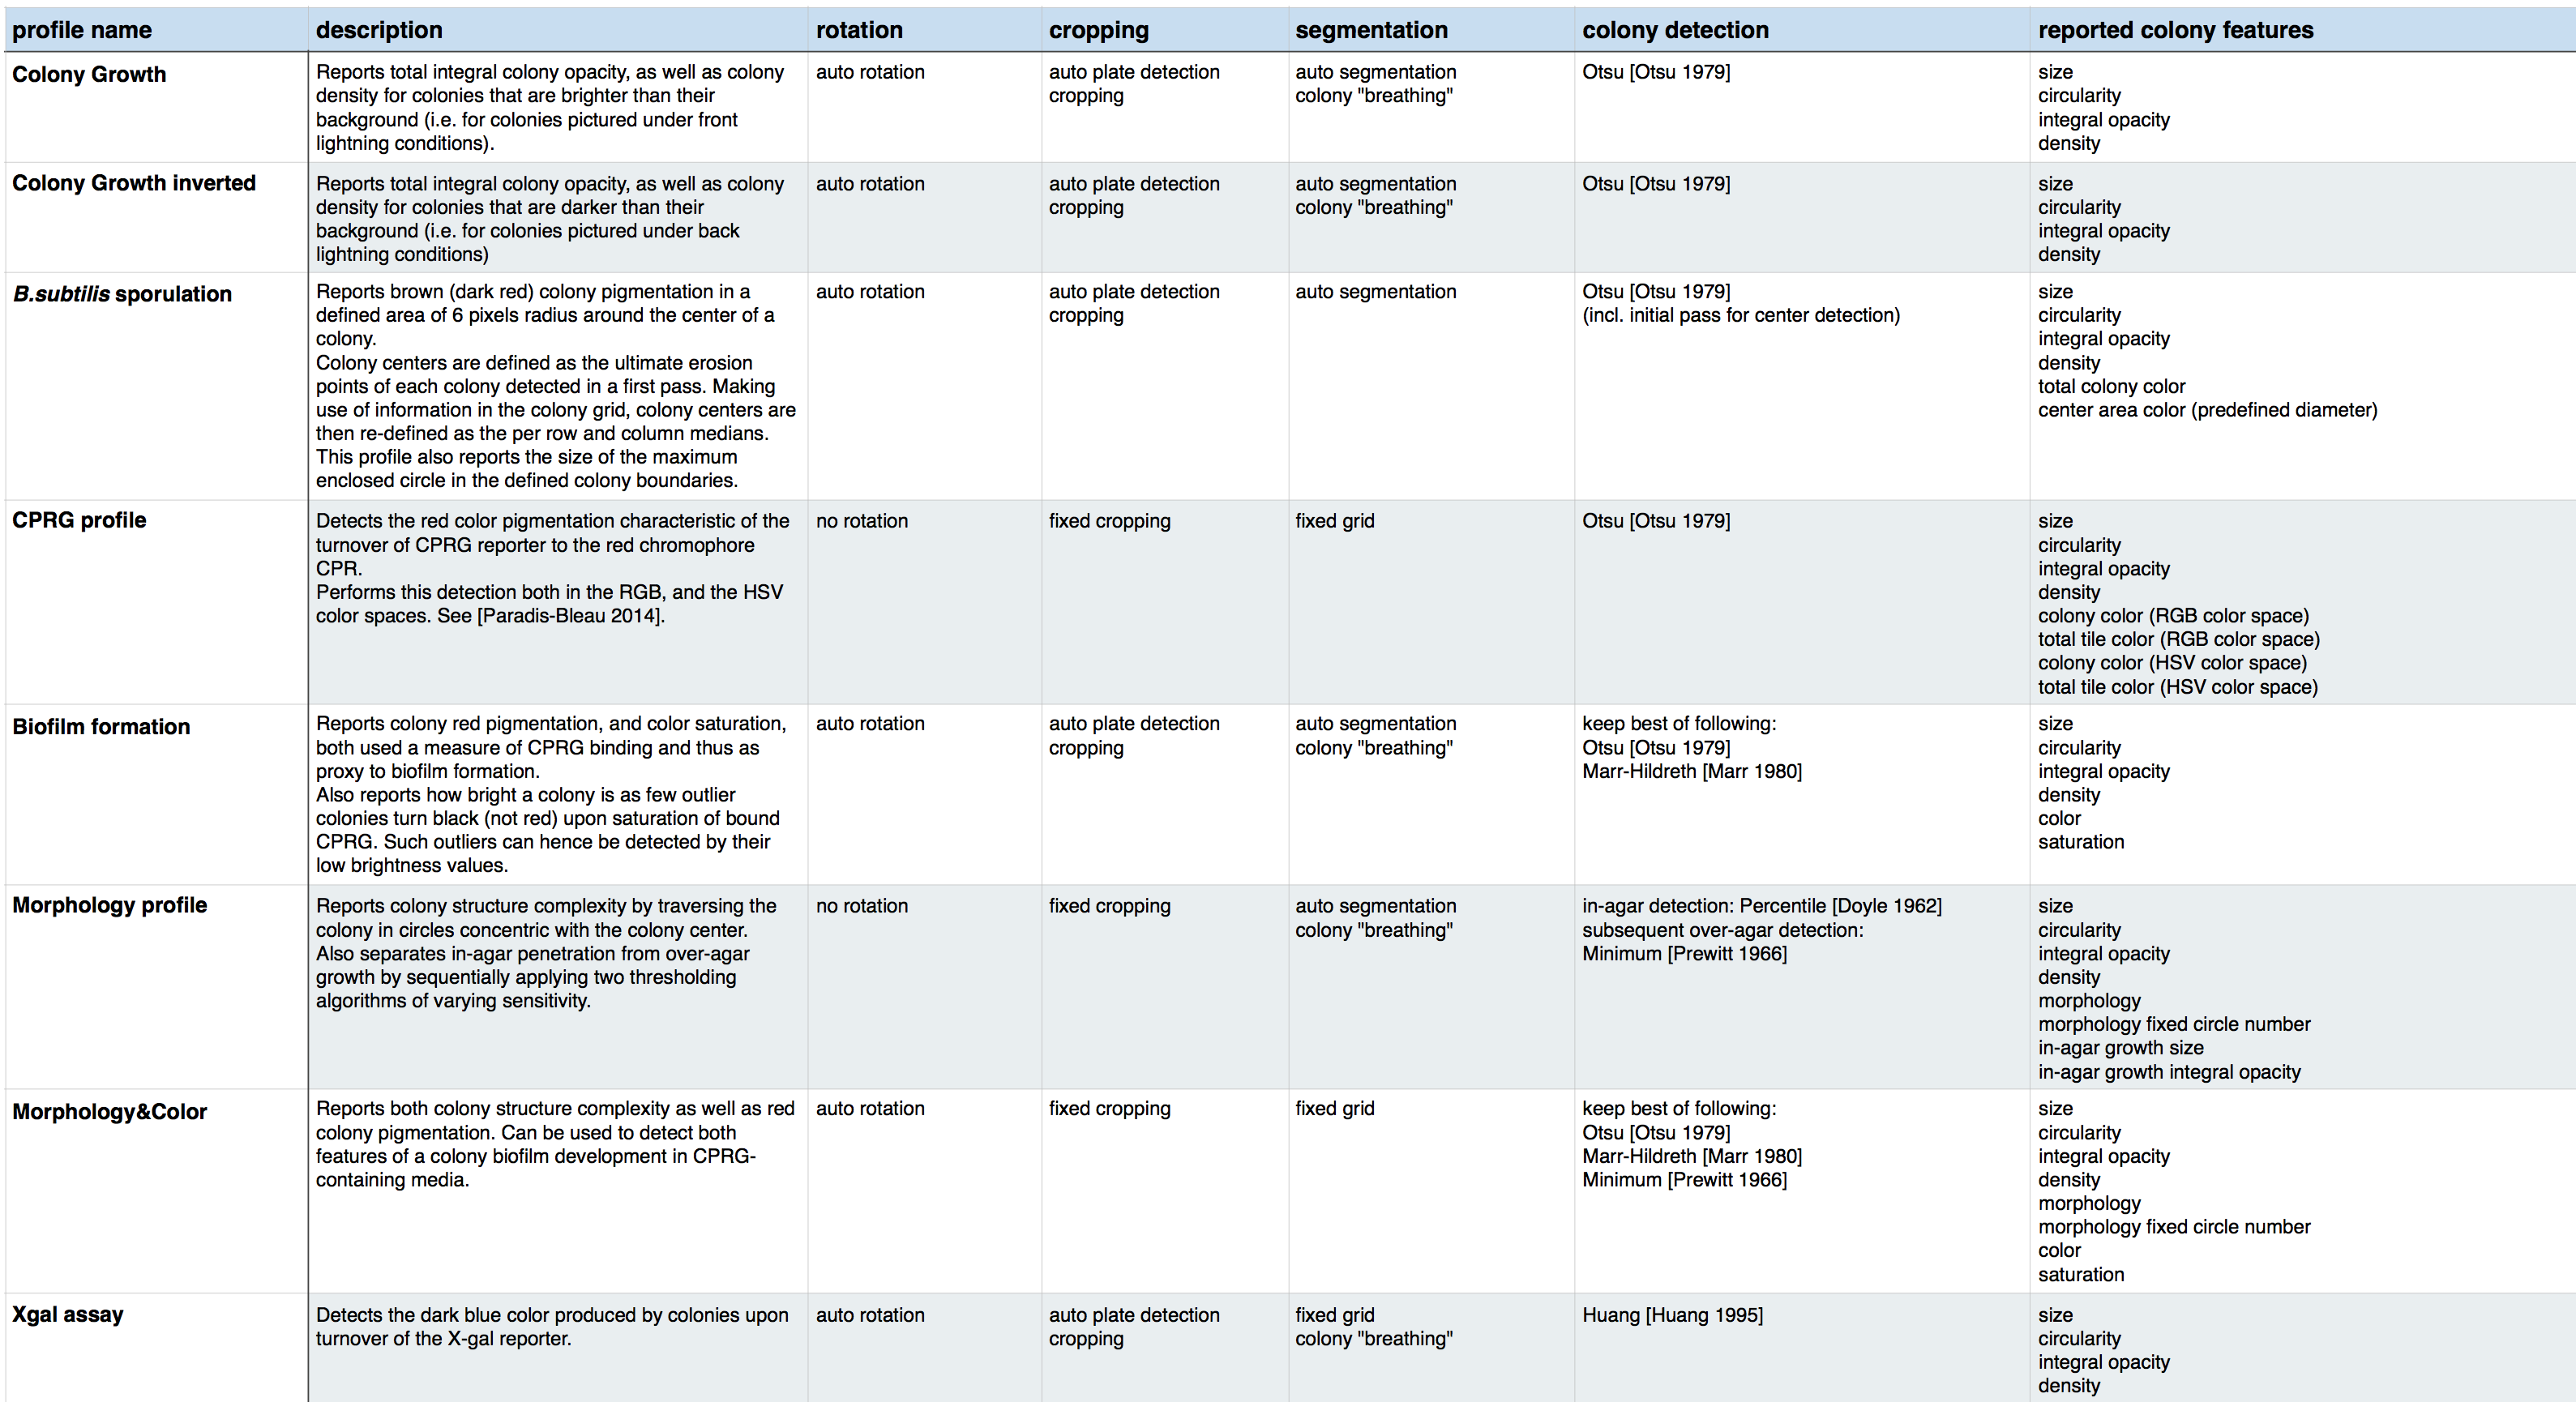 profile name
description
rotation
cropping
segmentation
colony detection
reported colony features
Colony Growth
Reports total integral colony opacity, as well as colony
density for colonies that are brighter than their
background (i.e. for colonies pictured under front
lightning conditions).
auto rotation
auto plate detection
cropping
auto segmentation
colony "breathing"
Otsu [Otsu 1979]
size
circularity
integral opacity
density
Colony Growth inverted
Reports total integral colony opacity, as well as colony
density for colonies that are darker than their
background (i.e. for colonies pictured under back
lightning conditions)
auto rotation
auto plate detection
cropping
auto segmentation
colony "breathing"
Otsu [Otsu 1979]
size
circularity
integral opacity
density
B.subtilis sporulation
Reports brown (dark red) colony pigmentation in a
defined area of 6 pixels radius around the center of a
colony.
Colony centers are defined as the ultimate erosion
points of each colony detected in a first pass. Making
use of information in the colony grid, colony centers are
then re-defined as the per row and column medians.
This profile also reports the size of the maximum
enclosed circle in the defined colony boundaries.
auto rotation
auto plate detection
cropping
auto segmentation
Otsu [Otsu 1979]
(incl. initial pass for center detection)
size
circularity
integral opacity
density
total colony color
center area color (predefined diameter)
CPRG profile
Detects the red color pigmentation characteristic of the
turnover of CPRG reporter to the red chromophore
CPR.
Performs this detection both in the RGB, and the HSV
color spaces. See [Paradis-Bleau 2014].
no rotation
fixed cropping
fixed grid
Otsu [Otsu 1979]
size
circularity
integral opacity
density
colony color (RGB color space)
total tile color (RGB color space)
colony color (HSV color space)
total tile color (HSV color space)
Biofilm formation
Reports colony red pigmentation, and color saturation,
both used a measure of CPRG binding and thus as
proxy to biofilm formation.
Also reports how bright a colony is as few outlier
colonies turn black (not red) upon saturation of bound
CPRG. Such outliers can hence be detected by their
low brightness values.
auto rotation
auto plate detection
cropping
auto segmentation
colony "breathing"
keep best of following:
Otsu [Otsu 1979]
Marr-Hildreth [Marr 1980]
size
circularity
integral opacity
density
color
saturation
Morphology profile
Reports colony structure complexity by traversing the
colony in circles concentric with the colony center.
Also separates in-agar penetration from over-agar
growth by sequentially applying two thresholding
algorithms of varying sensitivity.
no rotation
fixed cropping
auto segmentation
colony "breathing"
in-agar detection: Percentile [Doyle 1962]
subsequent over-agar detection:
Minimum [Prewitt 1966]
size
circularity
integral opacity
density
morphology
morphology fixed circle number
in-agar growth size
in-agar growth integral opacity
Morphology&Color
Reports both colony structure complexity as well as red
colony pigmentation. Can be used to detect both
features of a colony biofilm development in CPRG-
containing media.
auto rotation
fixed cropping
fixed grid
keep best of following:
Otsu [Otsu 1979]
Marr-Hildreth [Marr 1980]
Minimum [Prewitt 1966]
size
circularity
integral opacity
density
morphology
morphology fixed circle number
color
saturation
Xgal assay
Detects the dark blue color produced by colonies upon
turnover of the X-gal reporter.
auto rotation
auto plate detection
cropping
fixed grid
colony "breathing"
Huang [Huang 1995]
size
circularity
integral opacity
density